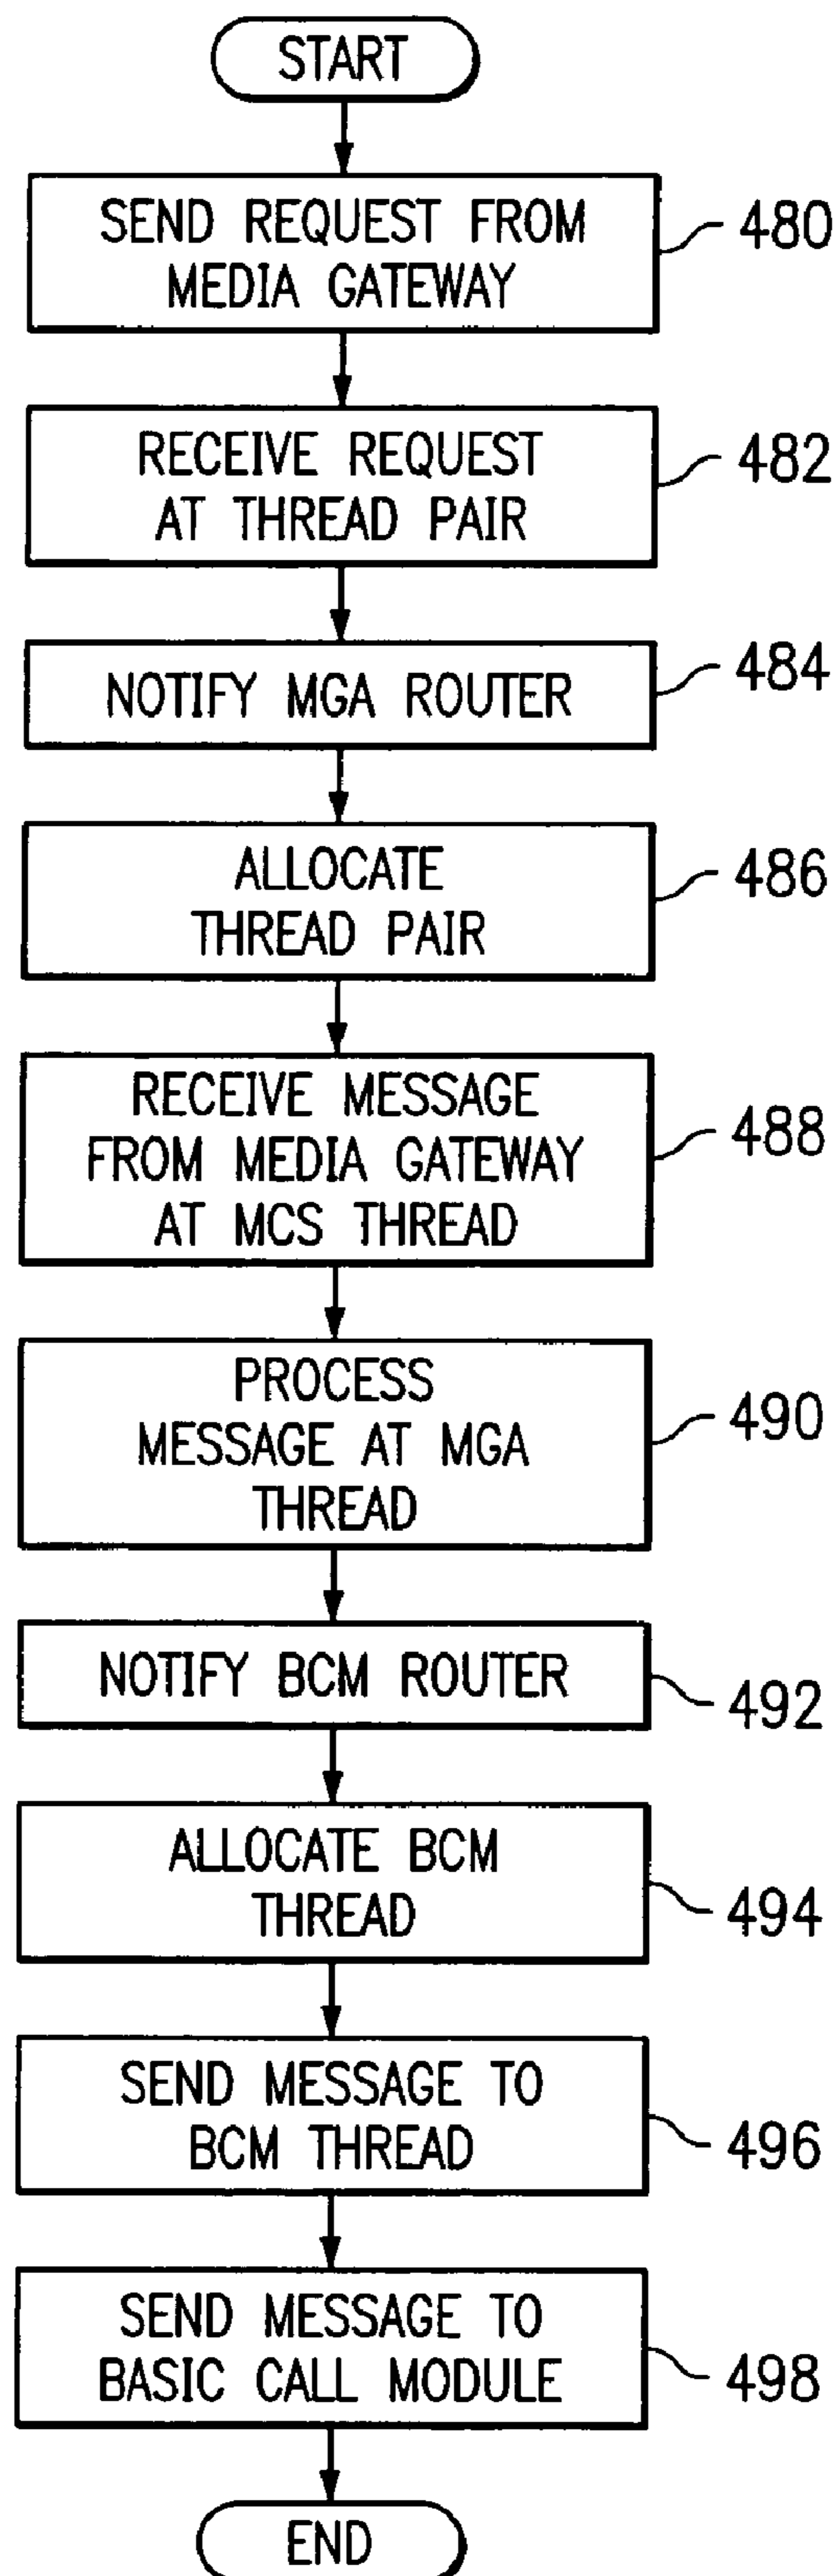 START
SEND REQUEST FROM
MEDIA GATEWAY
480
RECEIVE REQUEST
AT THREAD PAIR
482
NOTIFY MGA ROUTER
484
ALLOCATE
THREAD PAIR
486
RECEIVE MESSAGE
FROM MEDIA GATEWAY
AT MCS THREAD
488
PROCESS
MESSAGE AT MGA
THREAD
490
NOTIFY BCM ROUTER
492
ALLOCATE BCM
THREAD
494
SEND MESSAGE TO
BCM THREAD
496
SEND MESSAGE TO
BASIC CALL MODULE
498
END